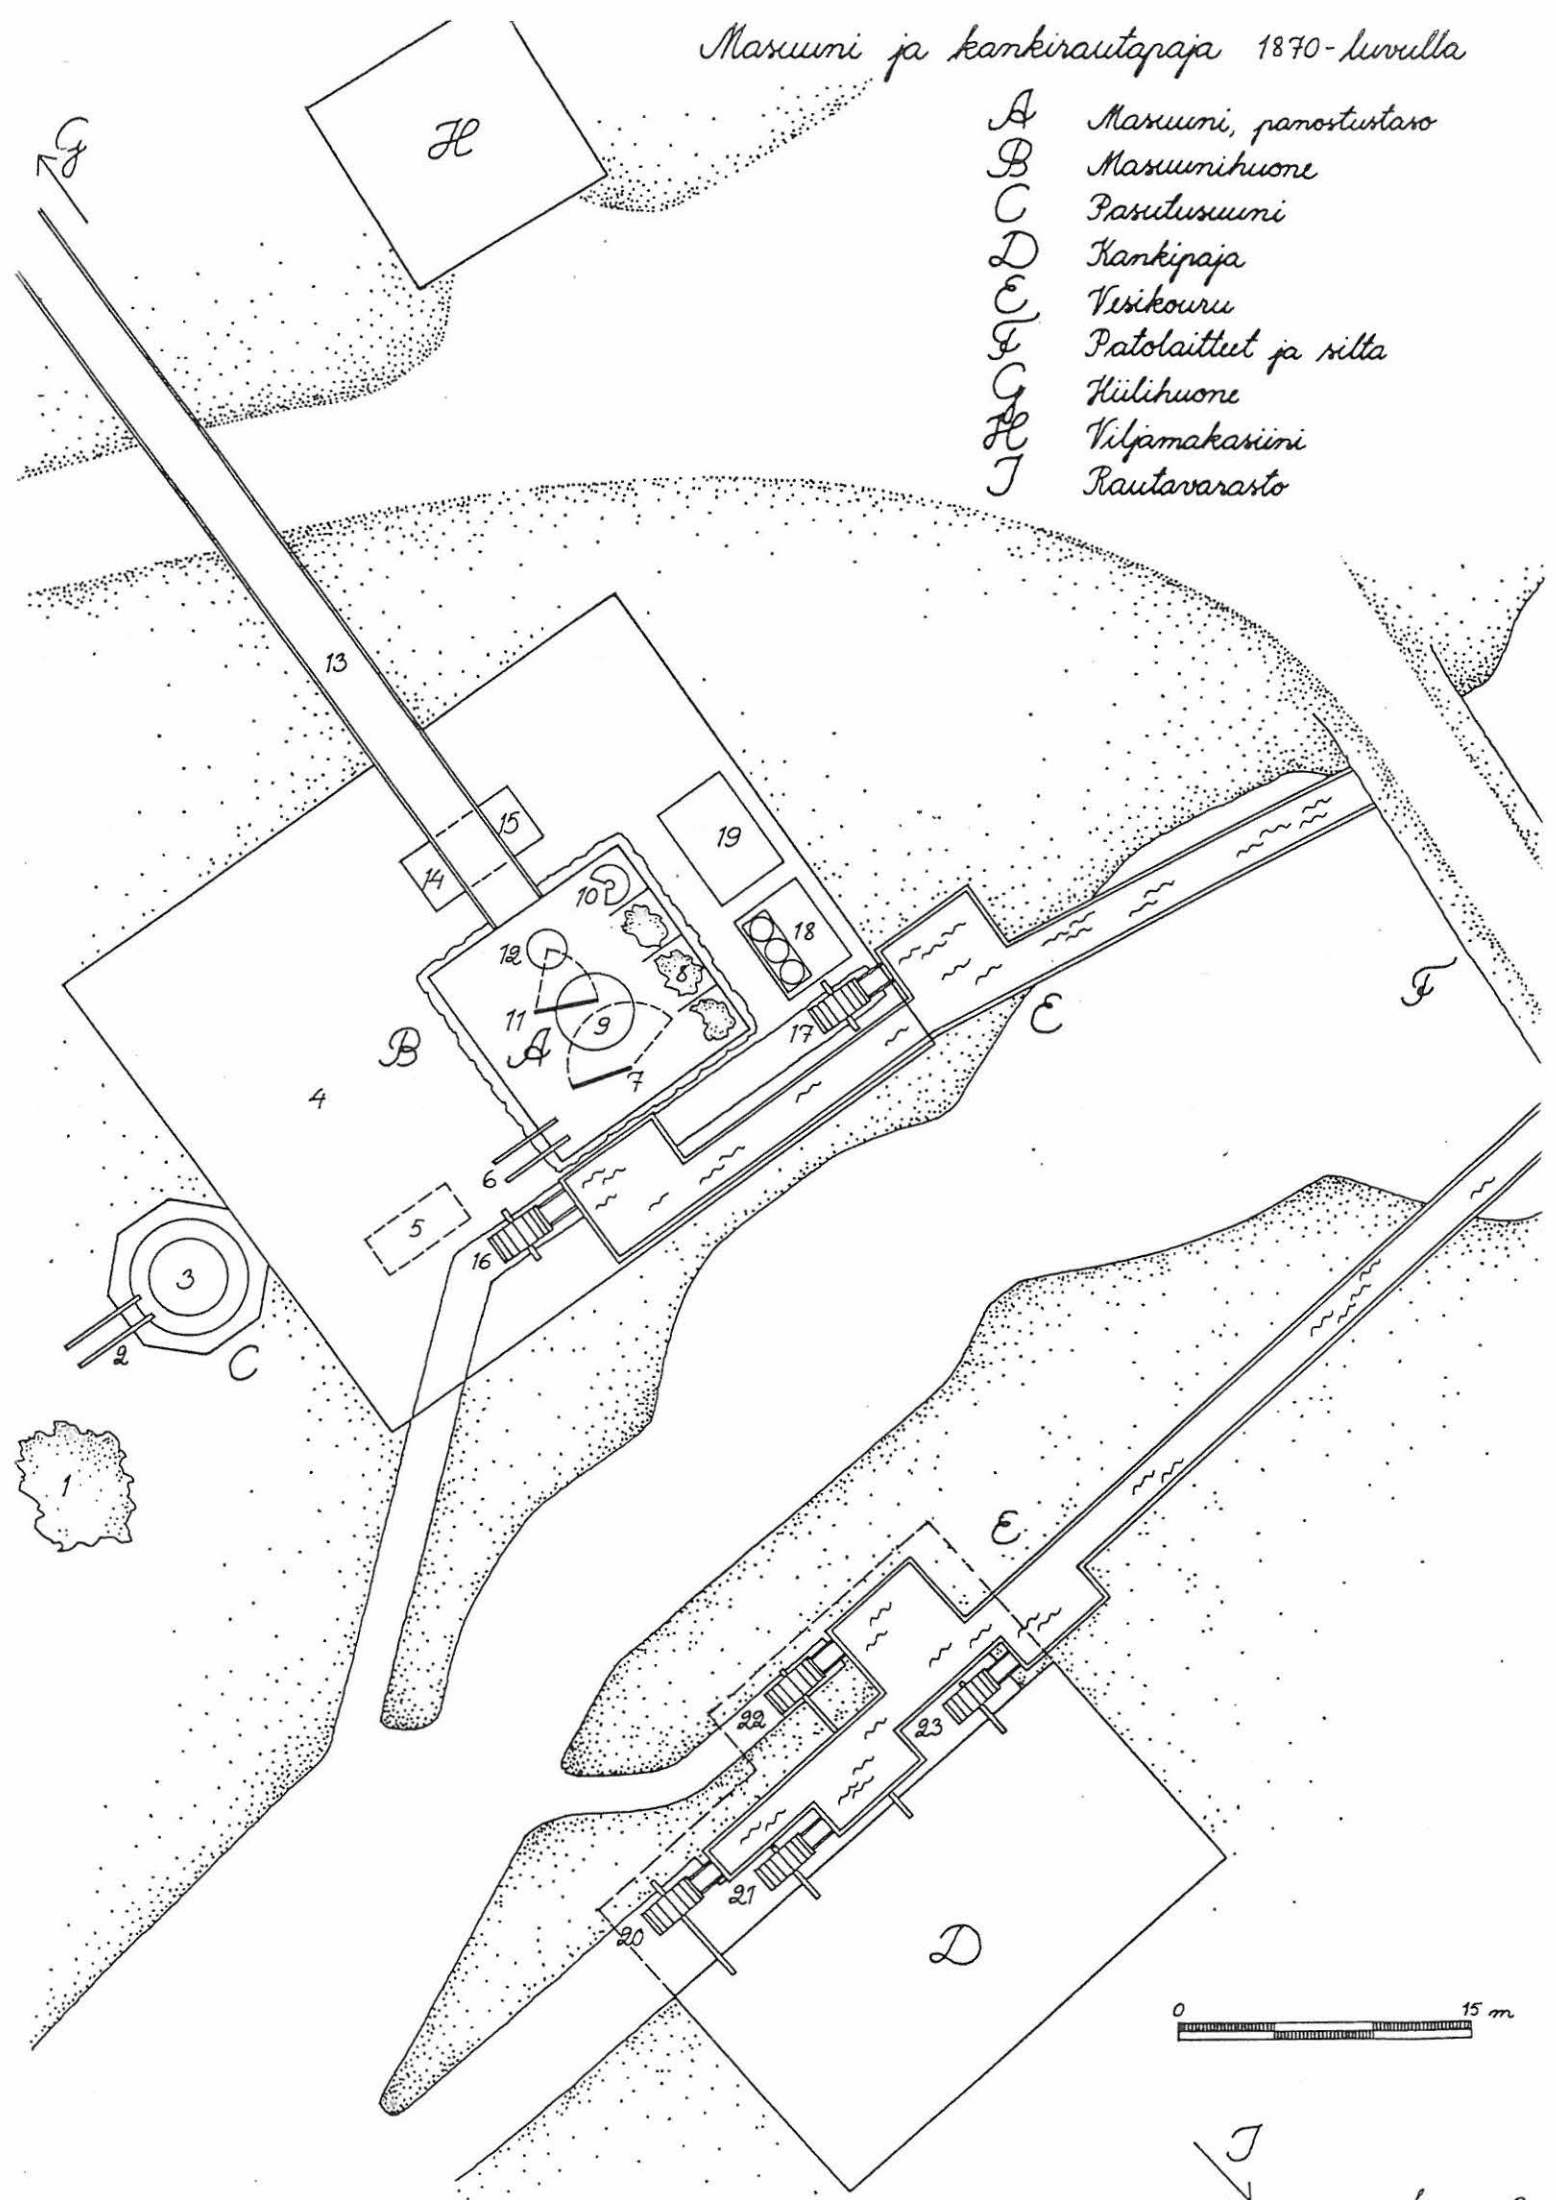 Masuuni ja kankirautapaja 1870-luvulla
A Masuuni, panostustaso
B Masuunihuone
C Pasutusuuni
D Kankipaja
E Vesikouru
F Patolaitteet ja silta
G Hiilihuone
H Viljamakasiini
I Rautavarasto
G
H
13
15
14
19
10
18
12
8
11
9
17
E
F
B
A
7
4
6
5
16
3
2
C
1
E
22
23
21
20
D
0 15 m
I